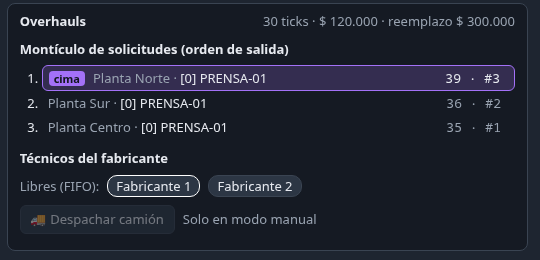 Overhauls 30 ticks · $ 120.000 · reemplazo $ 300.000
Montículo de solicitudes (orden de salida)
1. cima Planta Norte · [0] PRENSA-01 39 · #3
2. Planta Sur · [0] PRENSA-01 36 · #2
3. Planta Centro · [0] PRENSA-01 35 · #1
Técnicos del fabricante
Libres (FIFO): Fabricante 1 Fabricante 2
🚚 Despachar camión Solo en modo manual